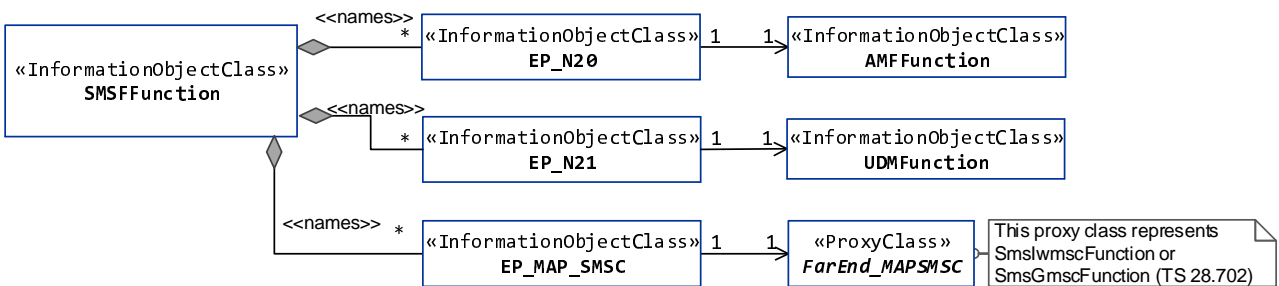 <<names>>
*
«InformationObjectClass»
SMSFFunction
«InformationObjectClass»
EP_N20
1 1
«InformationObjectClass»
AMFFunction
<<names>>
*
«InformationObjectClass»
EP_N21
1 1
«InformationObjectClass»
UDMFunction
<<names>>
*
«InformationObjectClass»
EP_MAP_SMSC
1 1
«ProxyClass»
FarEnd_MAPSMSC
This proxy class represents
SmsIwmscFunction or
SmsGmscFunction (TS 28.702)